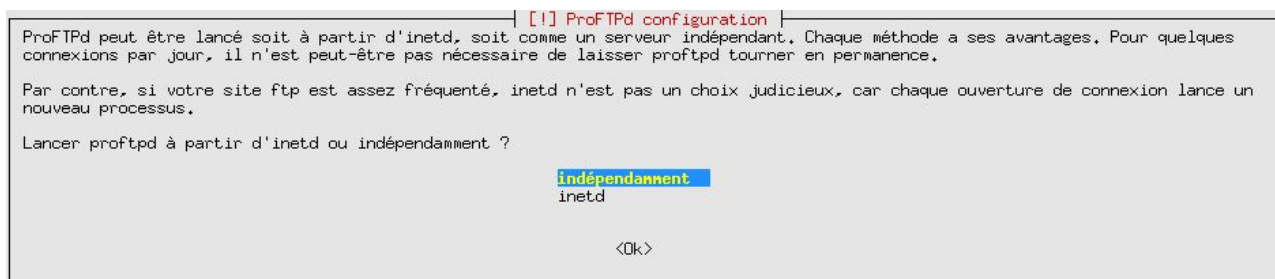 [!] ProFTPd configuration
ProFTPd peut être lancé soit à partir d'inetd, soit comme un serveur indépendant. Chaque méthode a ses avantages. Pour quelques
connexions par jour, il n'est peut-être pas nécessaire de laisser proftpd tourner en permanence.
Par contre, si votre site ftp est assez fréquenté, inetd n'est pas un choix judicieux, car chaque ouverture de connexion lance un
nouveau processus.
Lancer proftpd à partir d'inetd ou indépendamment ?
indépendamment
inetd
<Ok>